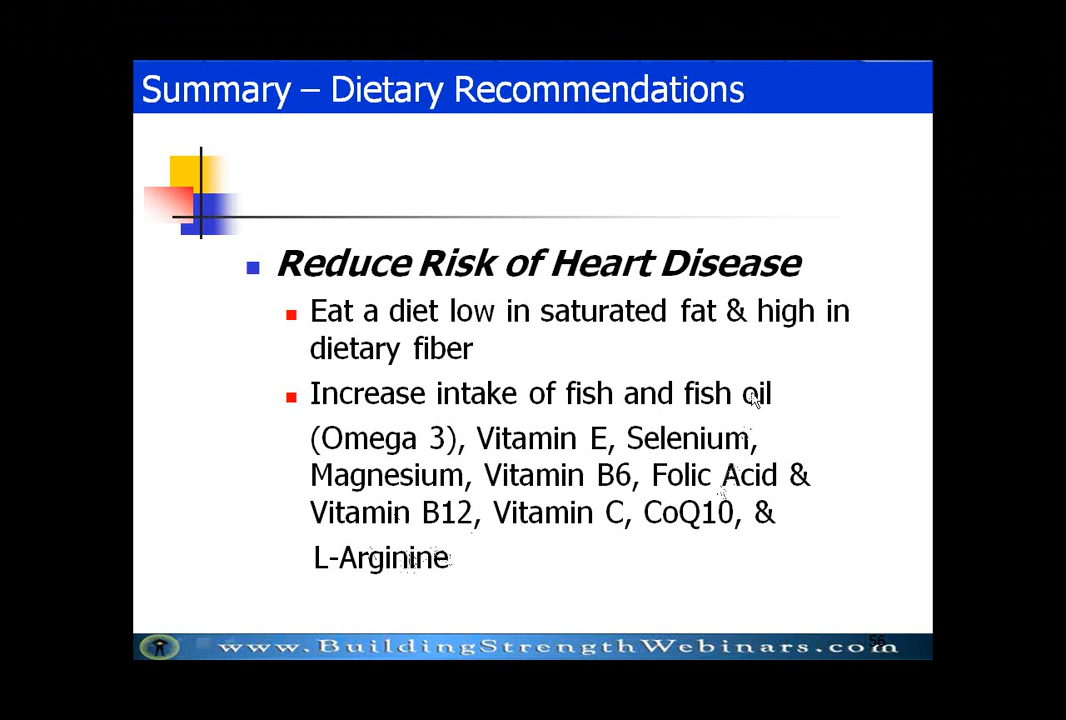 Summary – Dietary Recommendations
Reduce Risk of Heart Disease
Eat a diet low in saturated fat & high in
dietary fiber
Increase intake of fish and fish oil
(Omega 3), Vitamin E, Selenium,
Magnesium, Vitamin B6, Folic Acid &
Vitamin B12, Vitamin C, CoQ10, &
L-Arginine
56
www.BuildingStrengthWebinars.com